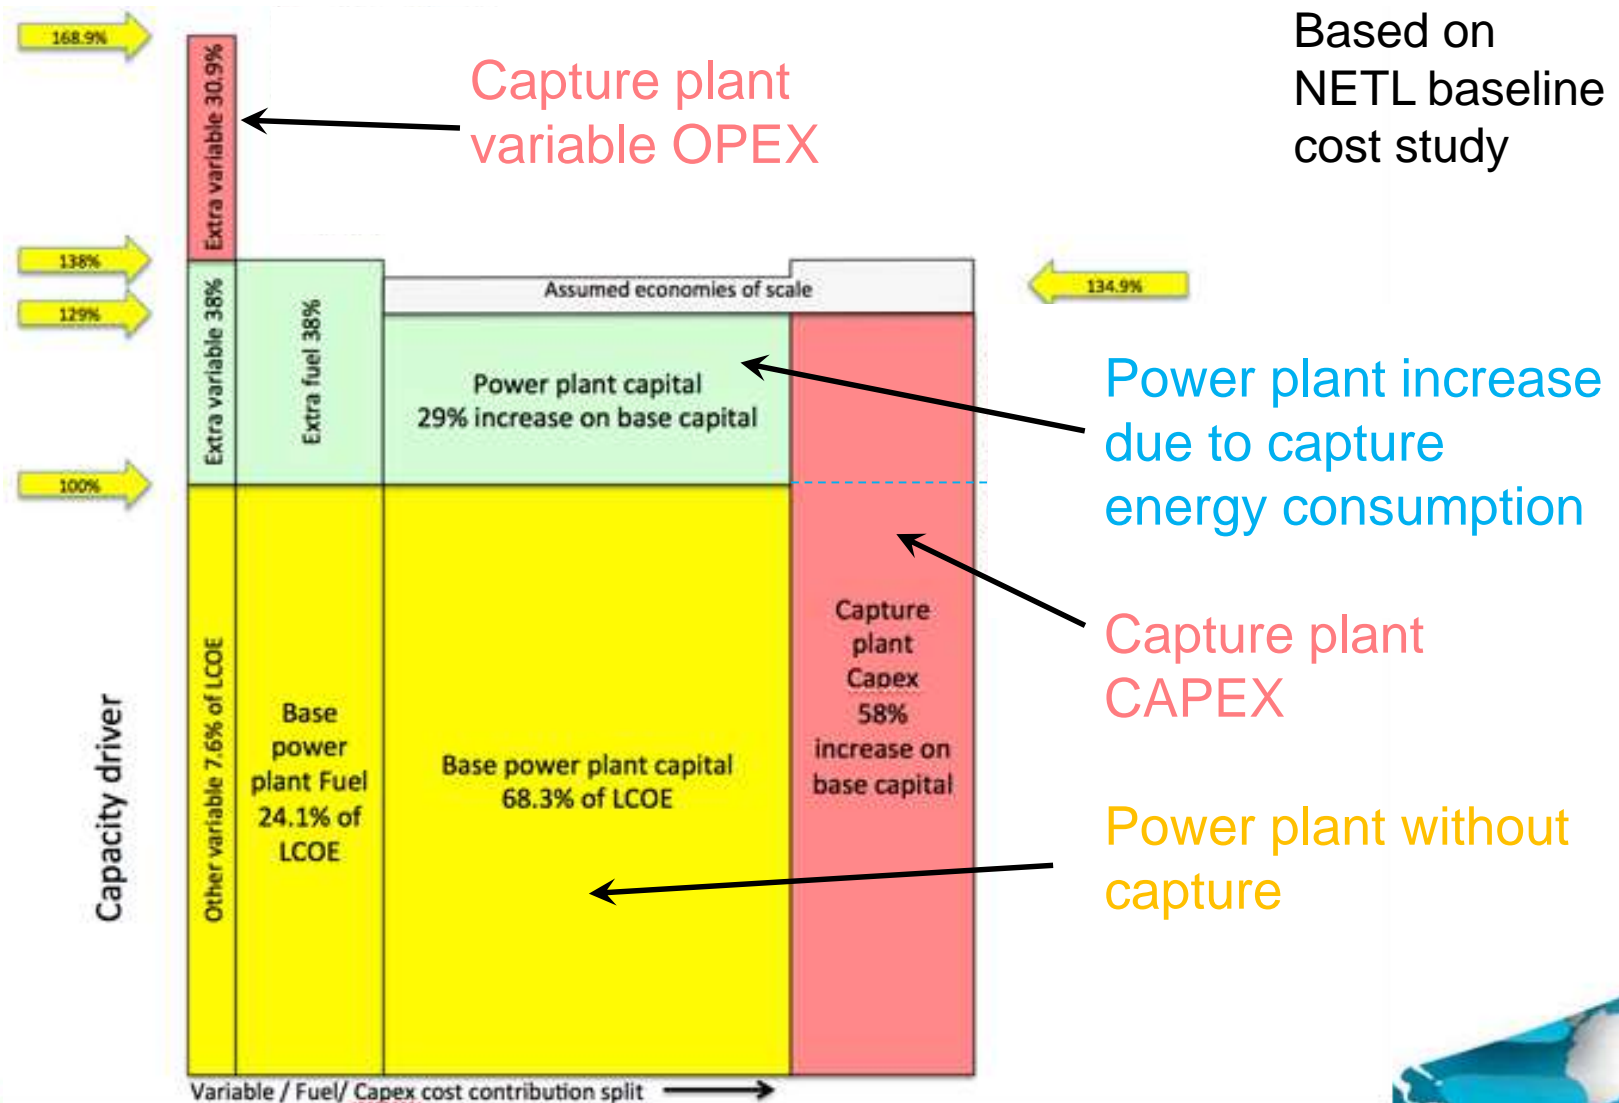 168.9%
Extra variable 30.9%
Capture plant
variable OPEX
Based on
NETL baseline
cost study
138%
129%
100%
134.9%
Extra variable 38%
Extra fuel 38%
Assumed economies of scale
Power plant capital
29% increase on base capital
Power plant increase
due to capture
energy consumption
Capacity driver
Other variable 7.6% of LCOE
Base
power
plant Fuel
24.1% of
LCOE
Base power plant capital
68.3% of LCOE
Capture
plant
Capex
58%
increase on
base capital
Capture plant
CAPEX
Power plant without
capture
Variable / Fuel/ Capex cost contribution split